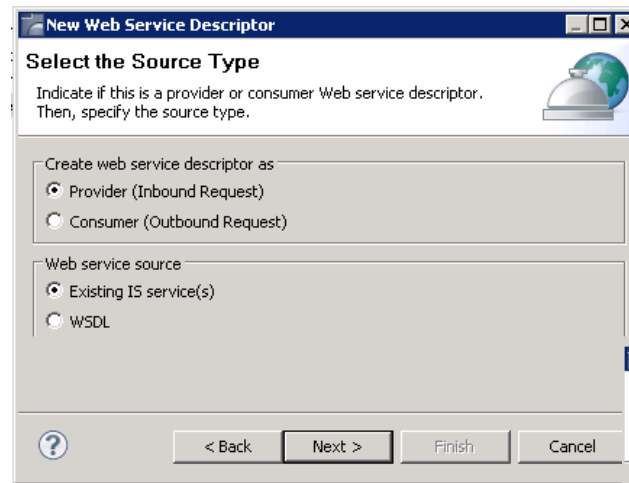 New Web Service Descriptor
Select the Source Type
Indicate if this is a provider or consumer Web service descriptor.
Then, specify the source type.
Create web service descriptor as
Provider (Inbound Request)
Consumer (Outbound Request)
Web service source
Existing IS service(s)
WSDL
?
< Back Next > Finish Cancel